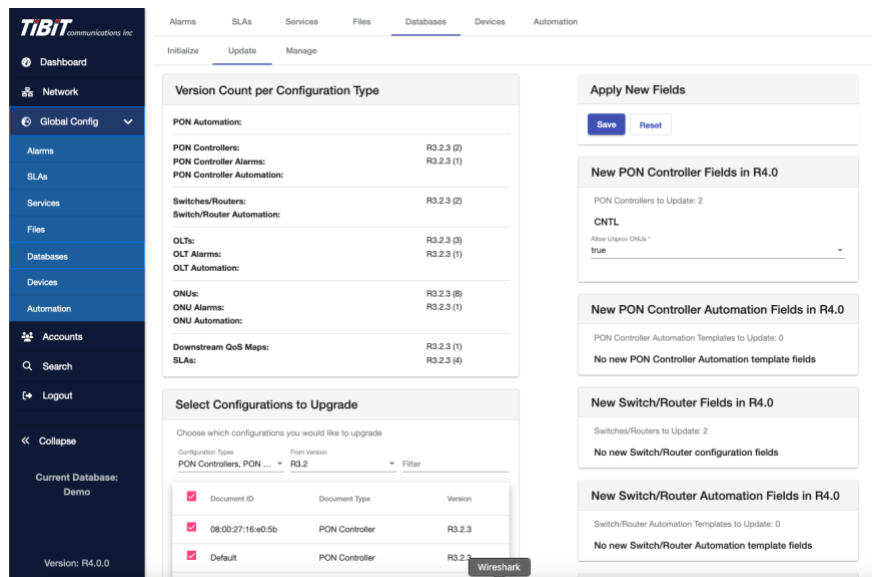 TiBiT communications inc
Dashboard
Network
Global Config
Alarms
SLAs
Services
Files
Databases
Devices
Automation
Accounts
Search
Logout
Collapse
Current Database:
Demo
Version: R4.0.0
Alarms SLAs Services Files Databases Devices Automation
Initialize Update Manage
Version Count per Configuration Type
PON Automation:
PON Controllers: R3.2.3 (2)
PON Controller Alarms: R3.2.3 (1)
PON Controller Automation:
Switches/Routers: R3.2.3 (2)
Switch/Router Automation:
OLTs: R3.2.3 (3)
OLT Alarms: R3.2.3 (1)
OLT Automation:
ONUs: R3.2.3 (8)
ONU Alarms: R3.2.3 (1)
ONU Automation:
Downstream QoS Maps: R3.2.3 (1)
SLAs: R3.2.3 (4)
Select Configurations to Upgrade
Choose which configurations you would like to upgrade
Configuration Types From Version
PON Controllers, PON ... R3.2 Filter
Document ID Document Type Version
08:00:27:16:e0:5b PON Controller R3.2.3
Default PON Controller R3.2.3
Wireshark
Apply New Fields
Save Reset
New PON Controller Fields in R4.0
PON Controllers to Update: 2
CNTL
Allow Unprov ONUs *
true
New PON Controller Automation Fields in R4.0
PON Controller Automation Templates to Update: 0
No new PON Controller Automation template fields
New Switch/Router Fields in R4.0
Switches/Routers to Update: 2
No new Switch/Router configuration fields
New Switch/Router Automation Fields in R4.0
Switch/Router Automation Templates to Update: 0
No new Switch/Router Automation template fields